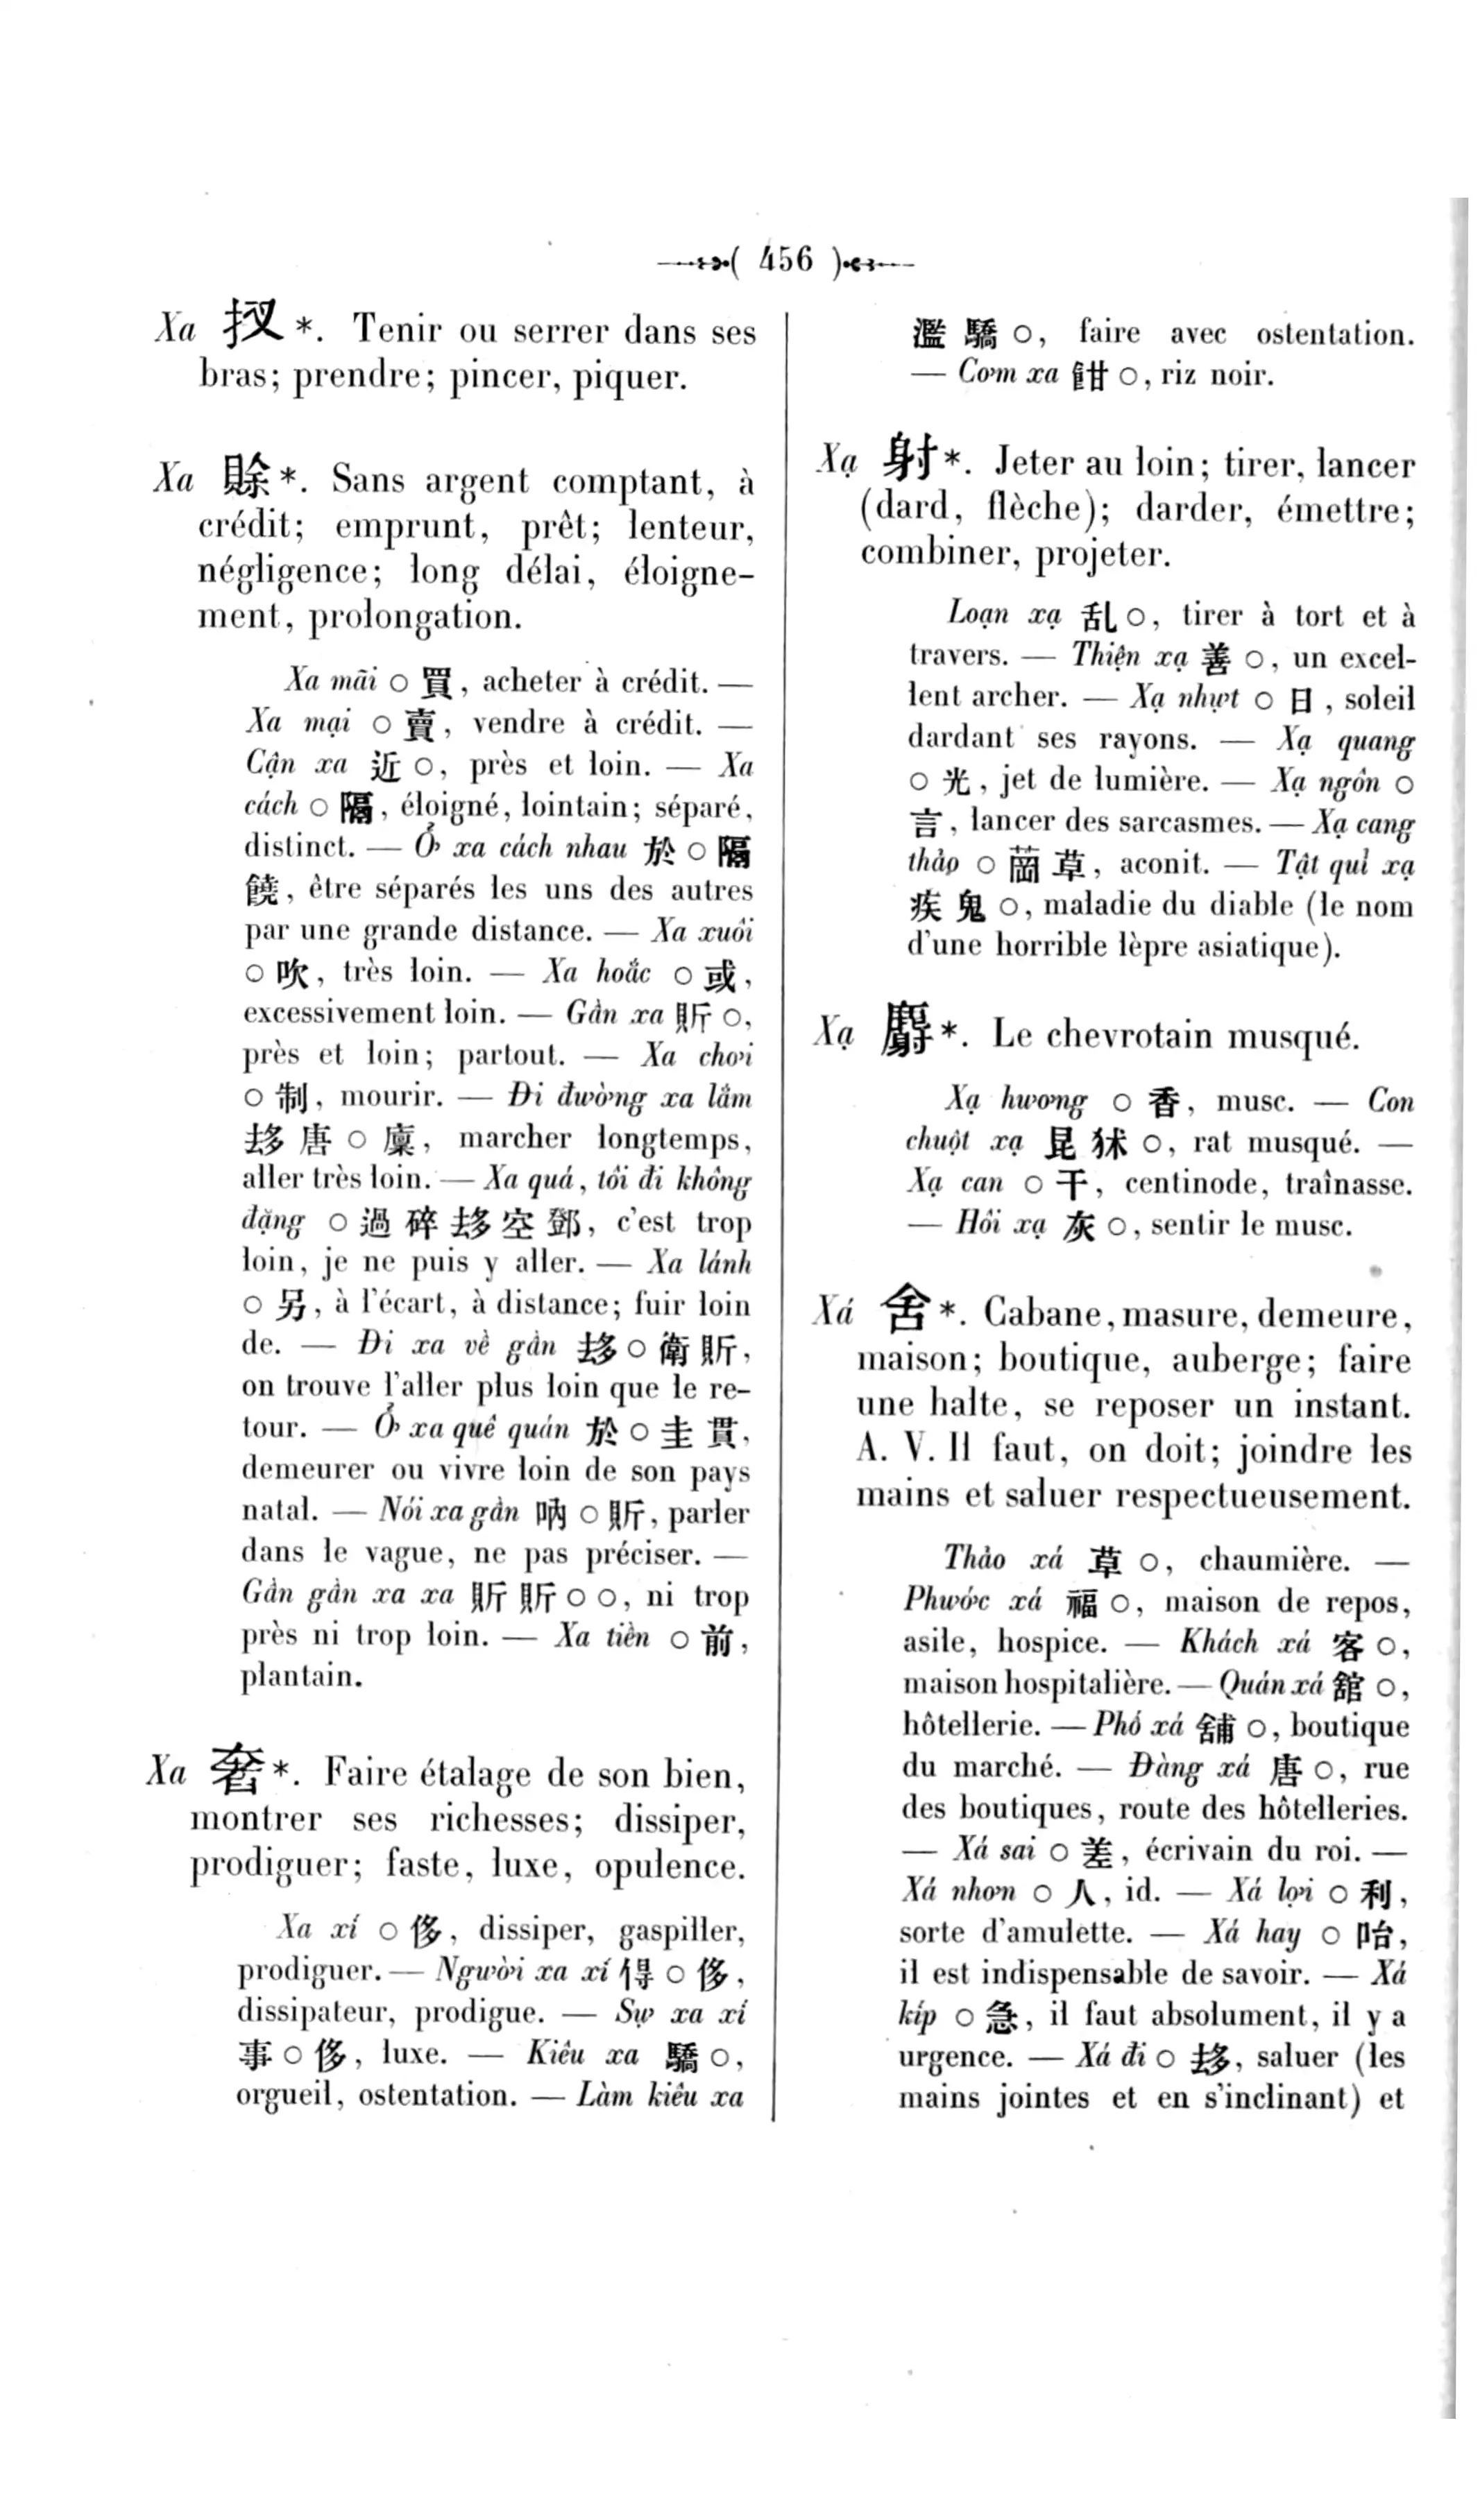 ( 456 )
Xa 扠 *. Tenir ou serrer dans ses
bras; prendre; pincer, piquer.
Xa 賖 *. Sans argent comptant, à
crédit; emprunt, prêt; lenteur,
négligence; long délai, éloigne-
ment, prolongation.
Xa mãi ○ 買, acheter à crédit. —
Xa mại ○ 賣, vendre à crédit. —
Cận xa 近 ○, près et loin. — Xa
cách ○ 隔, éloigné, lointain; séparé,
distinct. — Ở xa cách nhau 於 ○ 隔
饒, être séparés les uns des autres
par une grande distance. — Xa xuôi
○ 吹, très loin. — Xa hoắc ○ 或,
excessivement loin. — Gần xa 𧵆 ○,
près et loin; partout. — Xa chơi
○ 制, mourir. — Đi đường xa lắm
𠫾 唐 ○ 廩, marcher longtemps,
aller très loin. — Xa quá, tôi đi không
đặng ○ 過 碎 𠫾 空 鄧, c'est trop
loin, je ne puis y aller. — Xa lánh
○ 另, à l'écart, à distance; fuir loin
de. — Đi xa về gần 𠫾 ○ 衛 𧵆,
on trouve l'aller plus loin que le re-
tour. — Ở xa quê quán 於 ○ 圭 貫,
demeurer ou vivre loin de son pays
natal. — Nói xa gần 吶 ○ 𧵆, parler
dans le vague, ne pas préciser. —
Gần gần xa xa 𧵆 𧵆 ○ ○, ni trop
près ni trop loin. — Xa tiền ○ 前,
plantain.
Xa 奢 *. Faire étalage de son bien,
montrer ses richesses; dissiper,
prodiguer; faste, luxe, opulence.
Xa xí ○ 侈, dissiper, gaspiller,
prodiguer. — Người xa xí 㝵 ○ 侈,
dissipateur, prodigue. — Sự xa xí
事 ○ 侈, luxe. — Kiêu xa 驕 ○,
orgueil, ostentation. — Làm kiêu xa
濫 驕 ○, faire avec ostentation.
— Cơm xa 𩚵 ○, riz noir.
Xạ 射 *. Jeter au loin; tirer, lancer
(dard, flèche); darder, émettre;
combiner, projeter.
Loạn xạ 乱 ○, tirer à tort et à
travers. — Thiện xạ 善 ○, un excel-
lent archer. — Xạ nhựt ○ 日, soleil
dardant ses rayons. — Xạ quang
○ 光, jet de lumière. — Xạ ngôn ○
言, lancer des sarcasmes. — Xạ cang
thảo ○ 茵 草, aconit. — Tật quỉ xạ
疾 鬼 ○, maladie du diable (le nom
d'une horrible lèpre asiatique).
Xạ 麝 *. Le chevrotain musqué.
Xạ hương ○ 香, musc. — Con
chuột xạ 昆 𤝞 ○, rat musqué. —
Xạ can ○ 干, centinode, traînasse.
— Hôi xạ 灰 ○, sentir le musc.
Xá 舍 *. Cabane, masure, demeure,
maison; boutique, auberge; faire
une halte, se reposer un instant.
A. V. Il faut, on doit; joindre les
mains et saluer respectueusement.
Thảo xá 草 ○, chaumière. —
Phước xá 福 ○, maison de repos,
asile, hospice. — Khách xá 客 ○,
maison hospitalière. — Quán xá 舘 ○,
hôtellerie. — Phố xá 舖 ○, boutique
du marché. — Đàng xá 唐 ○, rue
des boutiques, route des hôtelleries.
— Xá sai ○ 差, écrivain du roi. —
Xá nhơn ○ 人, id. — Xá lợi ○ 利,
sorte d'amulette. — Xá hay ○ 咍,
il est indispensable de savoir. — Xá
kíp ○ 急, il faut absolument, il y a
urgence. — Xá đi ○ 𠫾, saluer (les
mains jointes et en s'inclinant) et